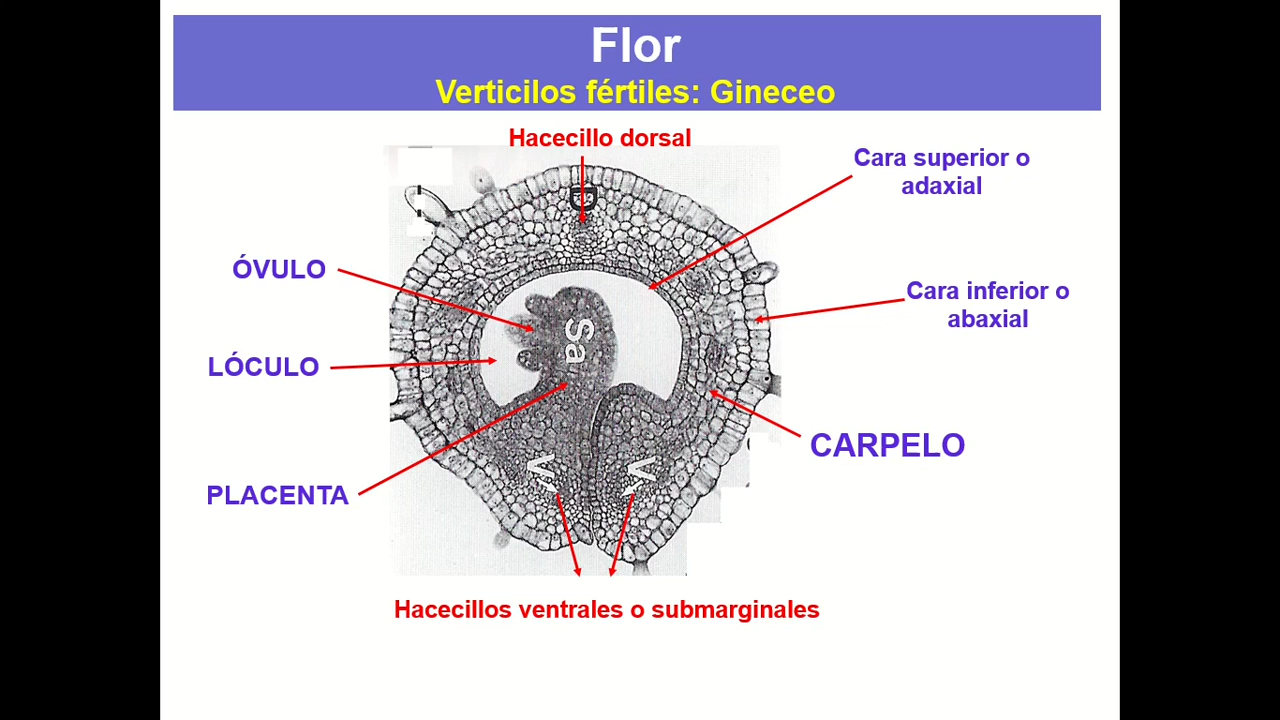 Flor
Verticilos fértiles: Gineceo
Hacecillo dorsal
Cara superior o
adaxial
ÓVULO
Cara inferior o
abaxial
Sa
LÓCULO
CARPELO
PLACENTA
Hacecillos ventrales o submarginales